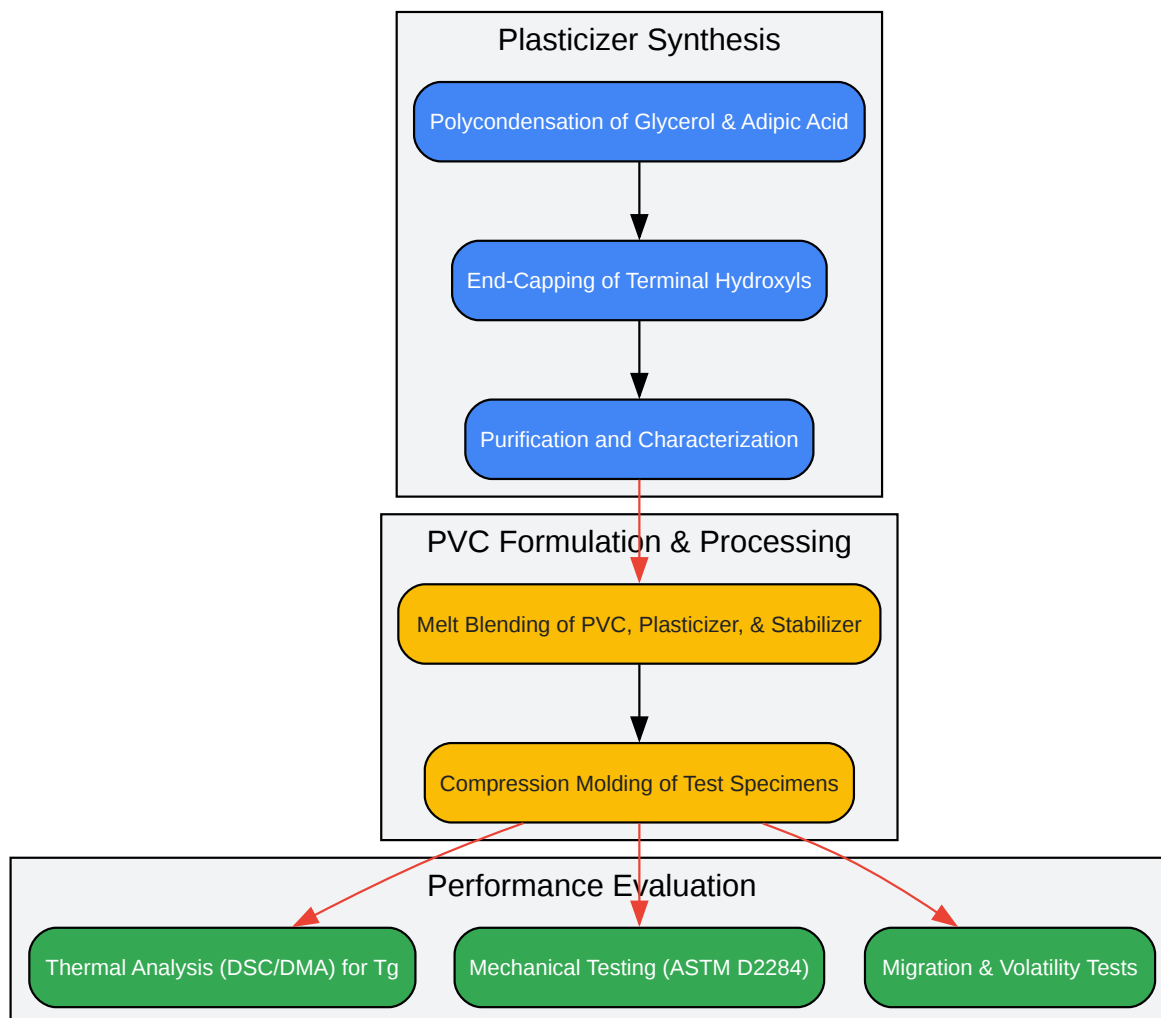 Plasticizer Synthesis
Polycondensation of Glycerol & Adipic Acid
End-Capping of Terminal Hydroxyls
Purification and Characterization
PVC Formulation & Processing
Melt Blending of PVC, Plasticizer, & Stabilizer
Compression Molding of Test Specimens
Performance Evaluation
Thermal Analysis (DSC/DMA) for Tg
Mechanical Testing (ASTM D2284)
Migration & Volatility Tests